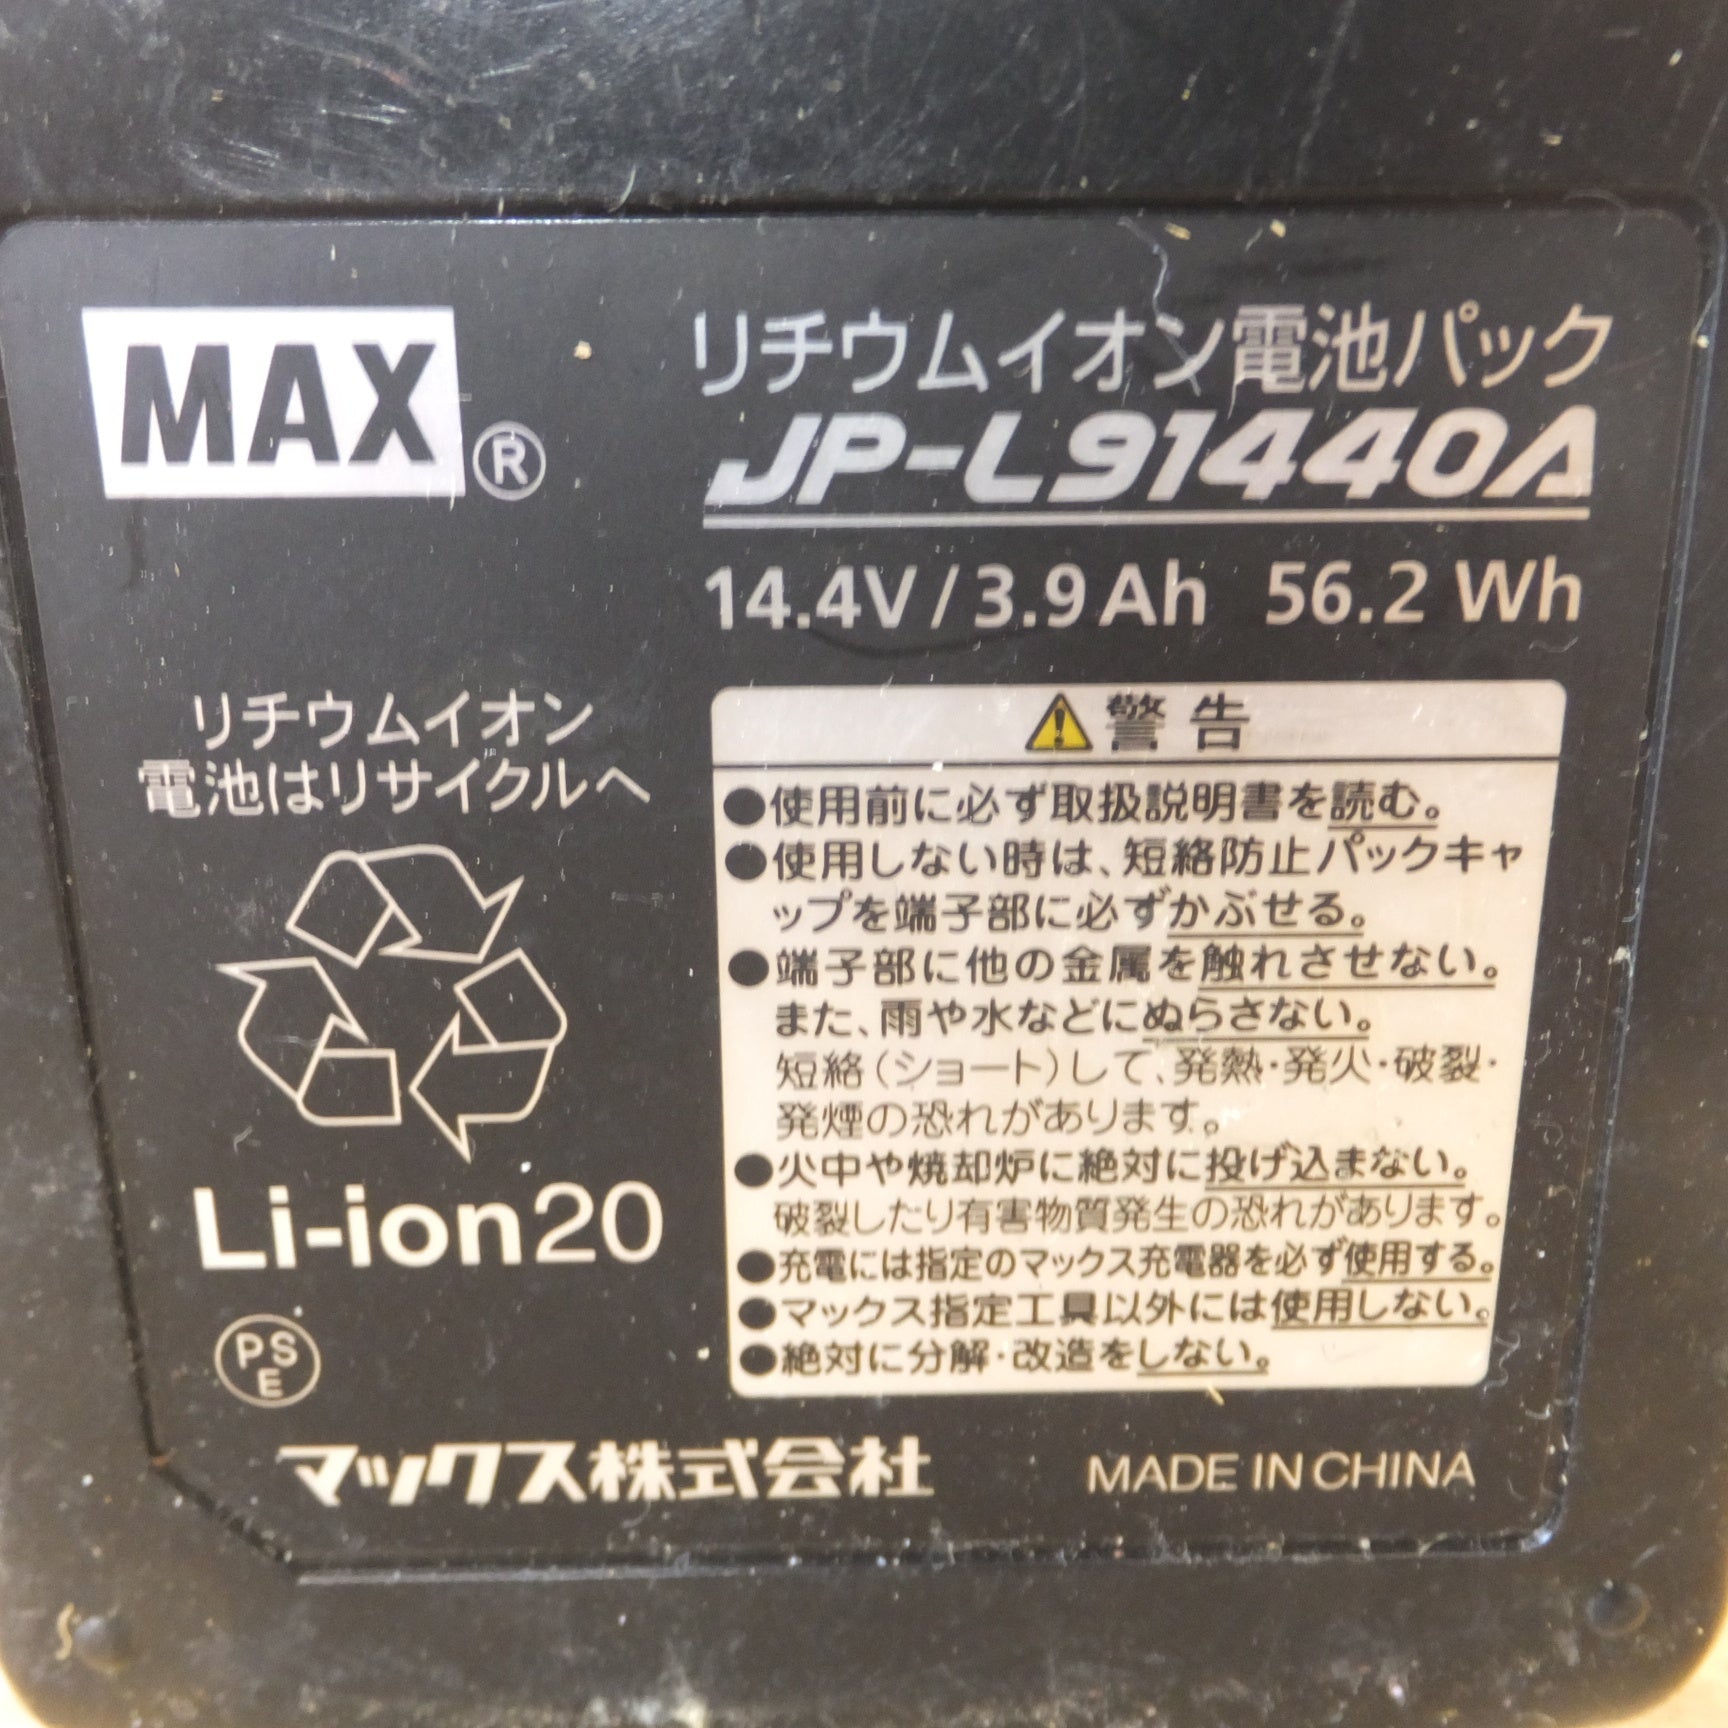 MAX®
リチウムイオン電池パック
JP-L91440A
14.4V / 3.9Ah 56.2 Wh
リチウムイオン
電池はリサイクルへ
Li-ion20
PS
E
⚠警告
●使用前に必ず取扱説明書を読む。
●使用しない時は、短絡防止パックキャ
ップを端子部に必ずかぶせる。
●端子部に他の金属を触れさせない。
また、雨や水などにぬらさない。
短絡(ショート)して、発熱・発火・破裂・
発煙の恐れがあります。
●火中や焼却炉に絶対に投げ込まない。
破裂したり有害物質発生の恐れがあります。
●充電には指定のマックス充電器を必ず使用する。
●マックス指定工具以外には使用しない。
●絶対に分解・改造をしない。
マックス株式会社
MADE IN CHINA